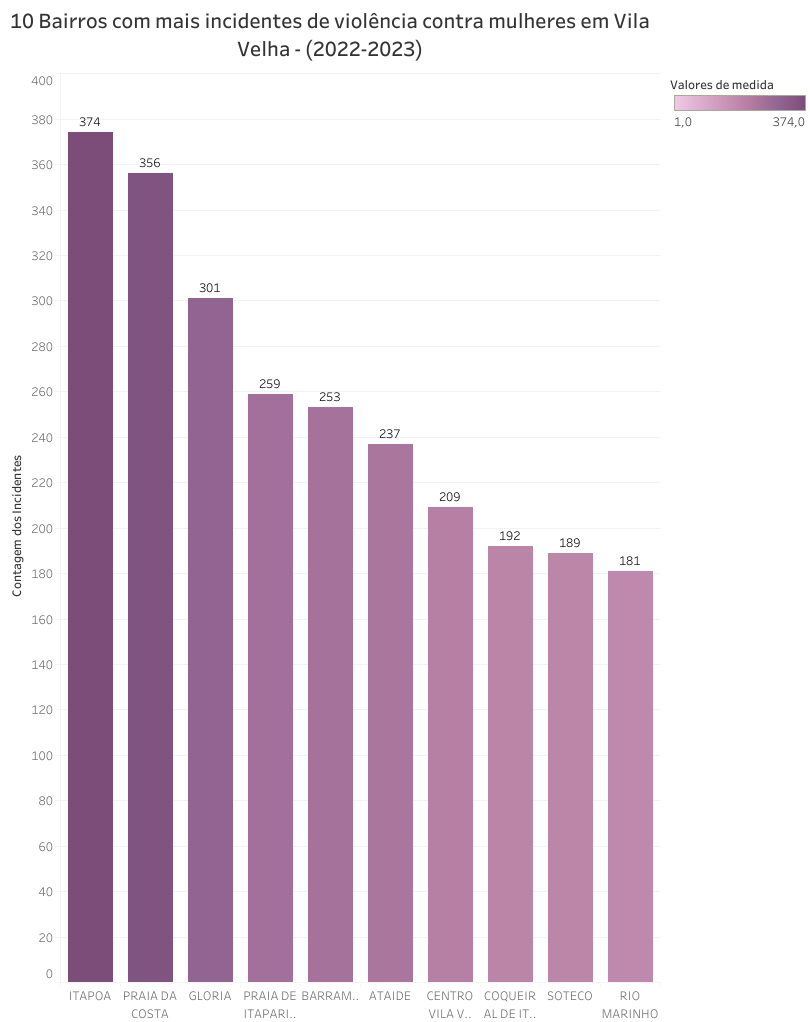 10 Bairros com mais incidentes de violência contra mulheres em Vila
Velha - (2022-2023)
Valores de medida
1,0 374,0
Contagem dos Incidentes
400
380
360
340
320
300
280
260
240
220
200
180
160
140
120
100
80
60
40
20
0
374
356
301
259
253
237
209
192
189
181
ITAPOA
PRAIA DA
COSTA
GLORIA
PRAIA DE
ITAPARI..
BARRAM..
ATAIDE
CENTRO
VILA V..
COQUEIR
AL DE IT..
SOTECO
RIO
MARINHO